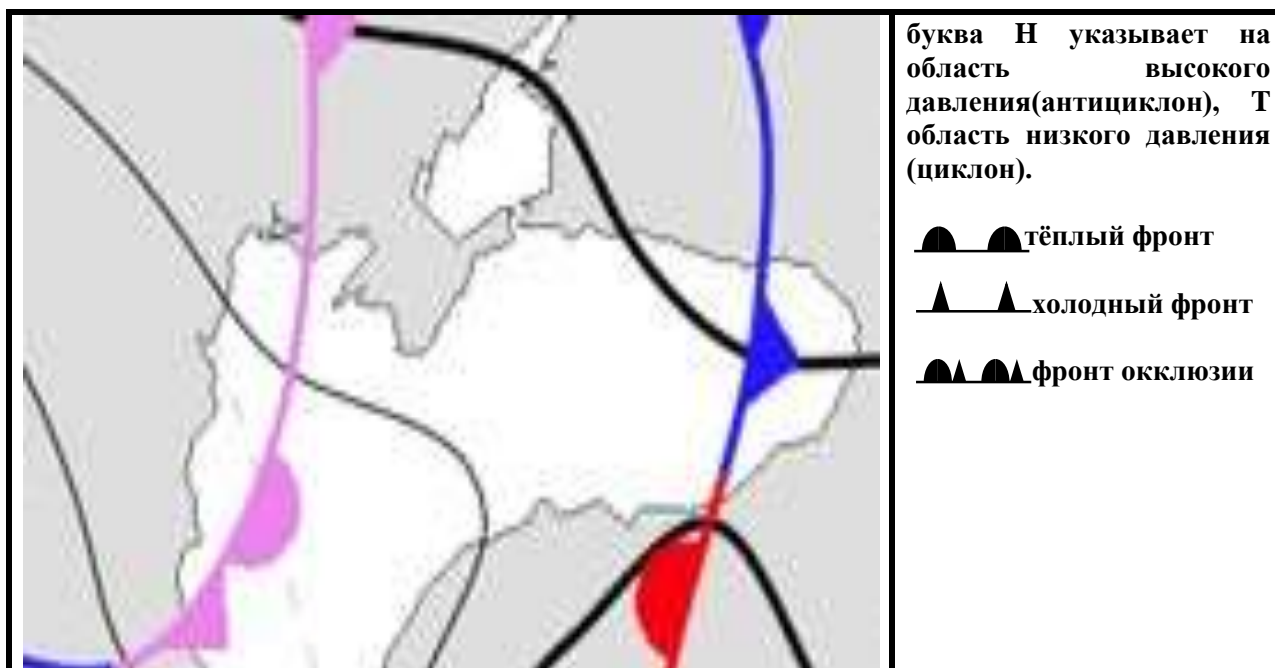 буква Н указывает на
область высокого
давления(антициклон), Т
область низкого давления
(циклон).
тёплый фронт
холодный фронт
фронт окклюзии